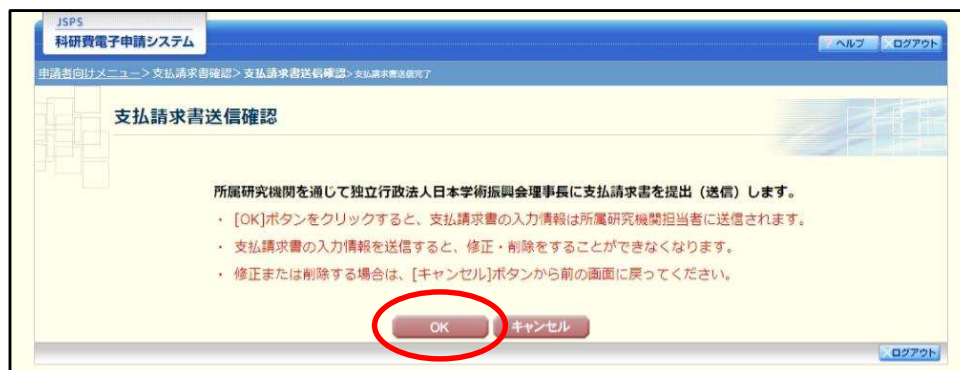 JSPS
科研費電子申請システム
ヘルプ ログアウト
申請者向けメニュー>支払請求書確認>支払請求書送信確認>支払請求書送信完了
支払請求書送信確認
所属研究機関を通じて独立行政法人日本学術振興会理事長に支払請求書を提出（送信）します。
・ [OK]ボタンをクリックすると、支払請求書の入力情報は所属研究機関担当者に送信されます。
・ 支払請求書の入力情報を送信すると、修正・削除をすることができなくなります。
・ 修正または削除する場合は、[キャンセル]ボタンから前の画面に戻ってください。
OK キャンセル
ログアウト